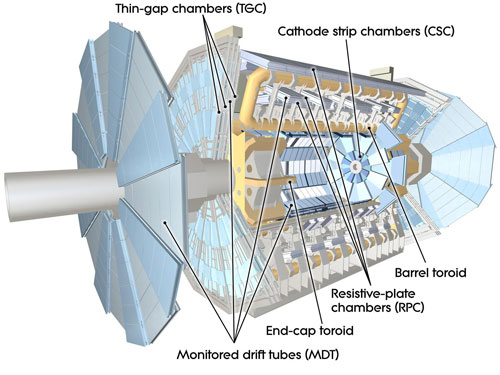 Thin-gap chambers (TGC)
Cathode strip chambers (CSC)
Barrel toroid
Resistive-plate
chambers (RPC)
End-cap toroid
Monitored drift tubes (MDT)